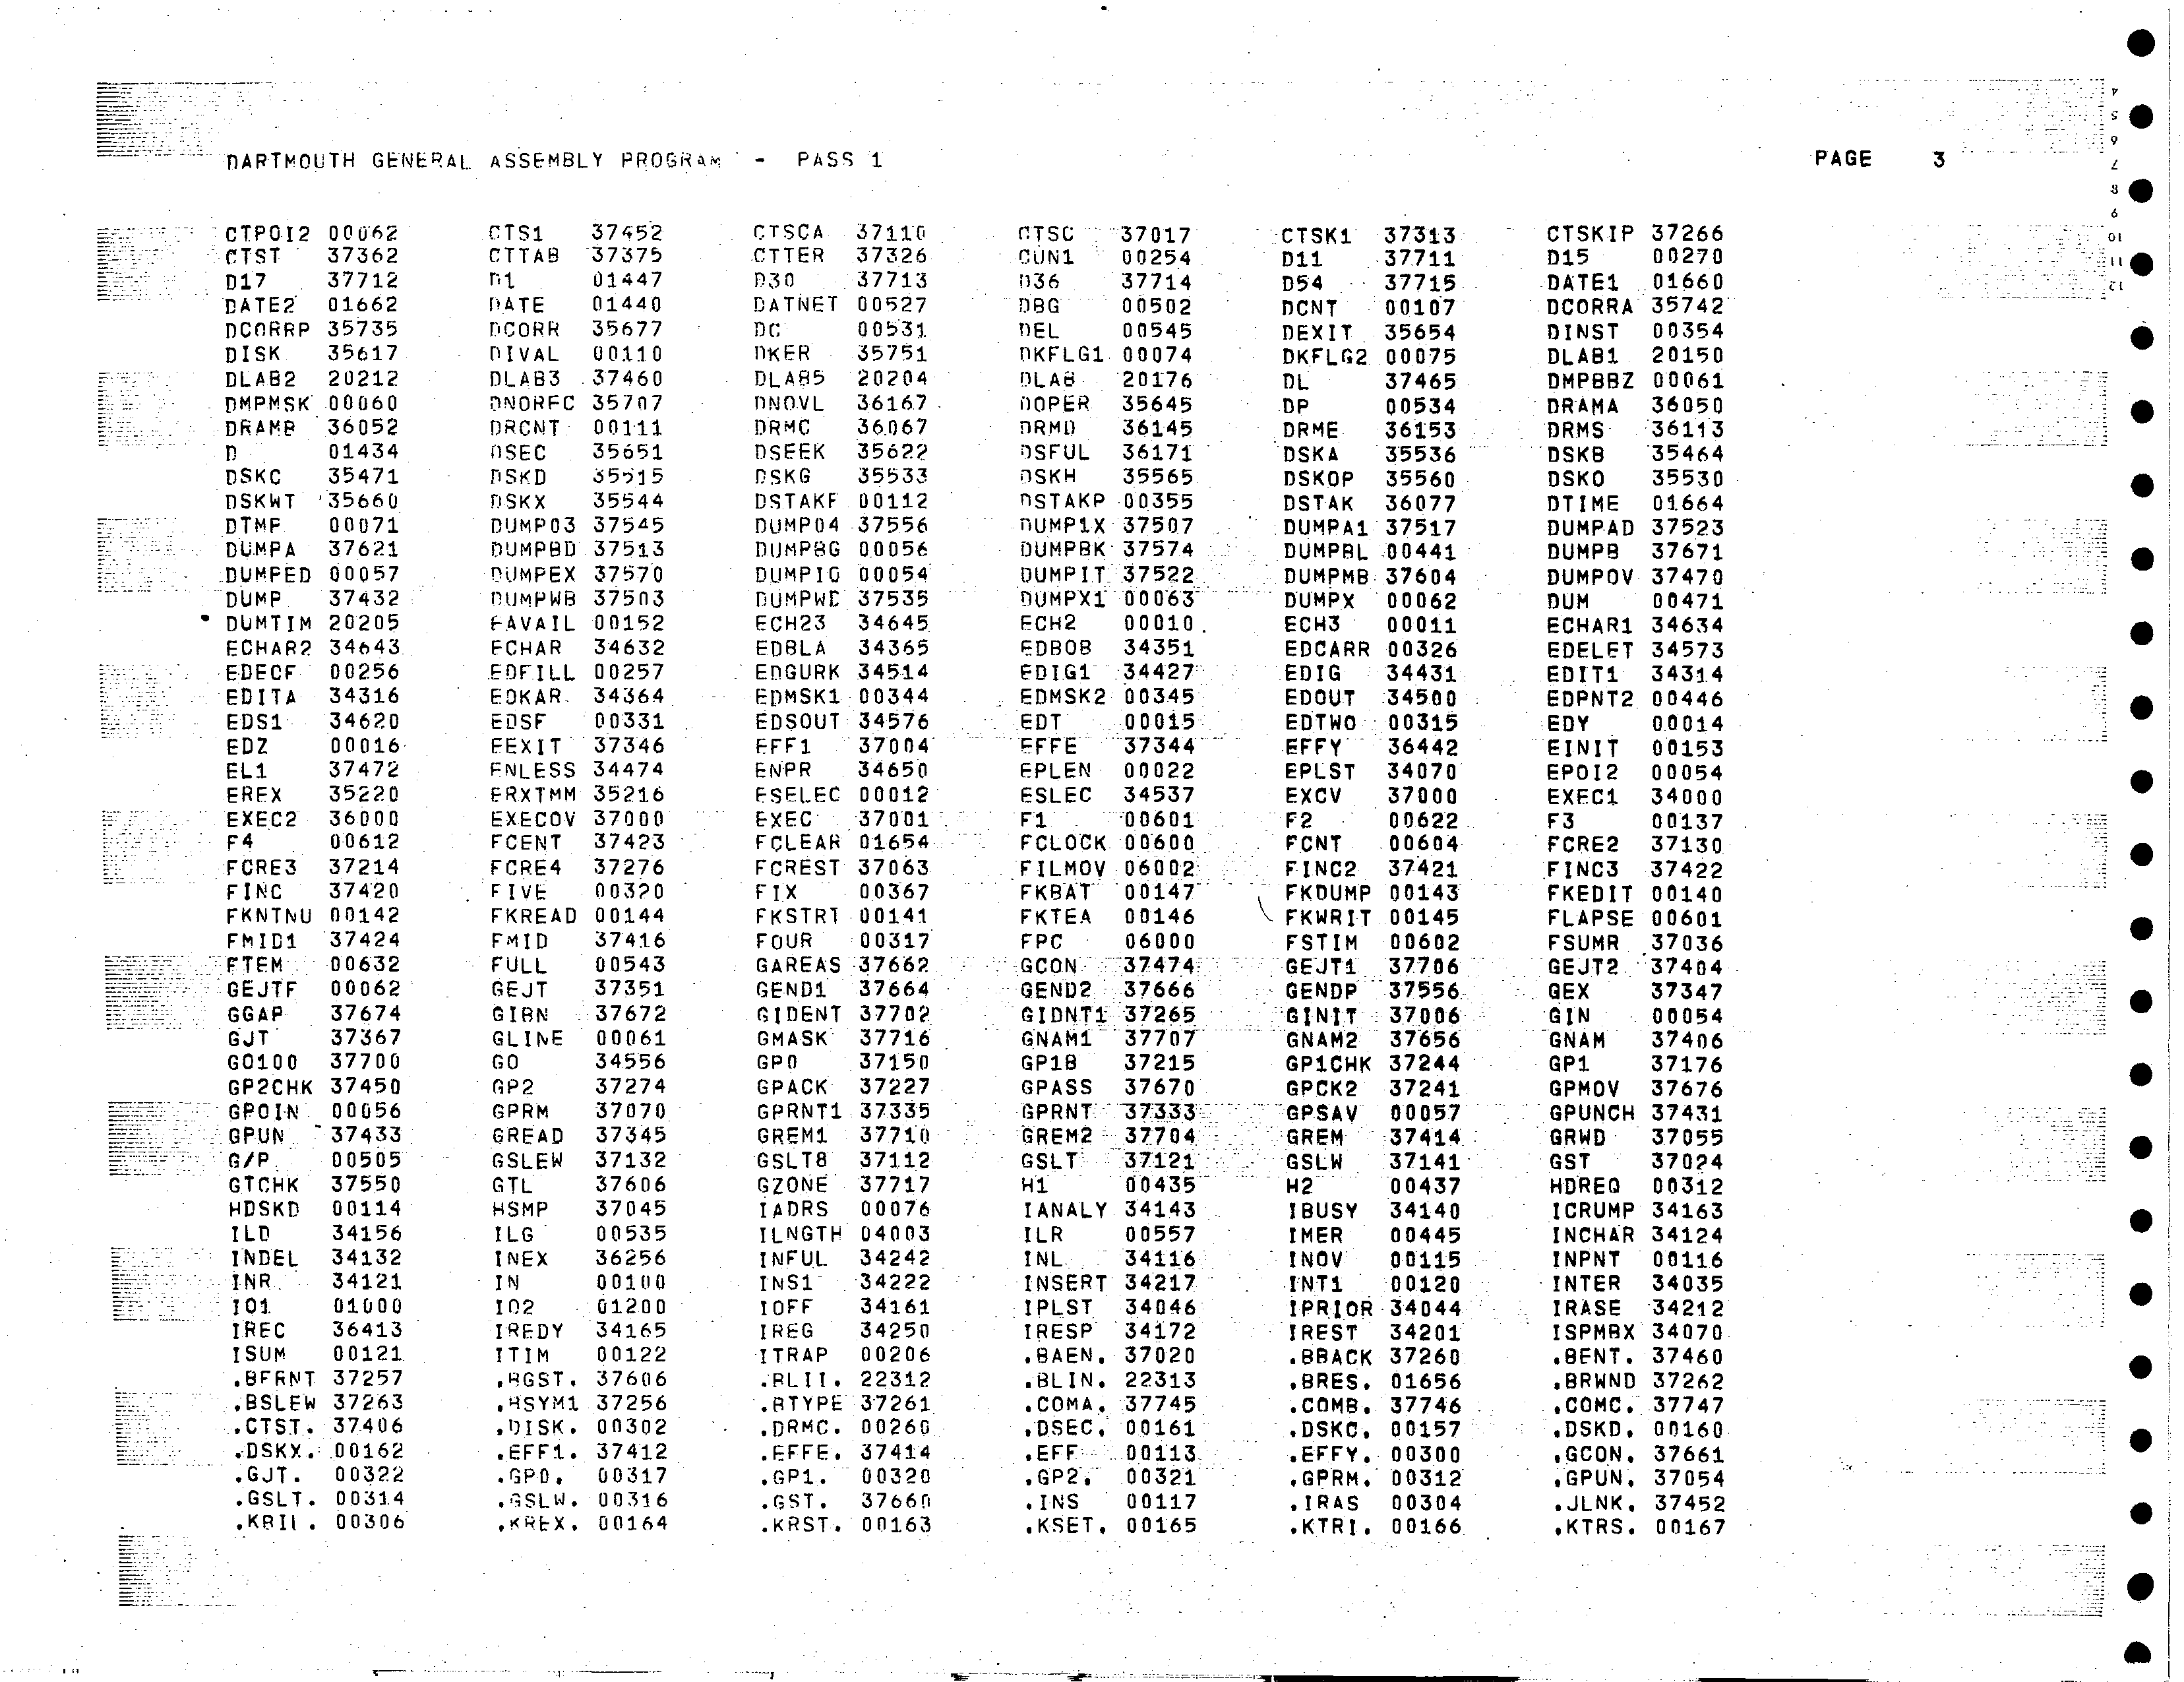 DARTMOUTH GENERAL ASSEMBLY PROGRAM - PASS 1 PAGE 3
CTPOI2 00062 CTS1 37452 CTSCA 37110 CTSC 37017 CTSK1 37313 CTSKIP 37266
CTST 37362 CTTAB 37375 CTTER 37326 CUN1 00254 D11 37711 D15 00270
D17 37712 D1 01447 D30 37713 D36 37714 D54 37715 DATE1 01660
DATE2 01662 DATE 01440 DATNET 00527 DBG 00502 DCNT 00107 DCORRA 35742
DCORRP 35735 DCORR 35677 DC 00531 DEL 00545 DEXIT 35654 DINST 00354
DISK 35617 DIVAL 00110 DKER 35751 DKFLG1 00074 DKFLG2 00075 DLAB1 20150
DLAB2 20212 DLAB3 37460 DLAB5 20204 DLAB 20176 DL 37465 DMPBBZ 00061
DMPMSK 00060 DNORFC 35707 DNOVL 36167 DOPER 35645 DP 00534 DRAMA 36050
DRAMB 36052 DRCNT 00111 DRMC 36067 DRMD 36145 DRME 36153 DRMS 36113
D 01434 DSEC 35651 DSEEK 35622 DSFUL 36171 DSKA 35536 DSKB 35464
DSKC 35471 DSKD 35515 DSKG 35533 DSKH 35565 DSKOP 35560 DSKO 35530
DSKWT 35660 DSKX 35544 DSTAKF 00112 DSTAKP 00355 DSTAK 36077 DTIME 01664
DTMP 00071 DUMPO3 37545 DUMPO4 37556 DUMP1X 37507 DUMPA1 37517 DUMPAD 37523
DUMPA 37621 DUMPBD 37513 DUMPBG 00056 DUMPBK 37574 DUMPBL 00441 DUMPB 37671
DUMPED 00057 DUMPEX 37570 DUMPIG 00054 DUMPIT 37522 DUMPMB 37604 DUMPOV 37470
DUMP 37432 DUMPWB 37503 DUMPWD 37535 DUMPX1 00063 DUMPX 00062 DUM 00471
DUMTIM 20205 EAVAIL 00152 ECH23 34645 ECH2 00010 ECH3 00011 ECHAR1 34634
ECHAR2 34643 ECHAR 34632 EDBLA 34365 EDBOB 34351 EDCARR 00326 EDELET 34573
EDECF 00256 EDFILL 00257 EDGURK 34514 EDIG1 34427 EDIG 34431 EDIT1 34314
EDITA 34316 EDKAR 34364 EDMSK1 00344 EDMSK2 00345 EDOUT 34500 EDPNT2 00446
EDS1 34620 EDSF 00331 EDSOUT 34576 EDT 00015 EDTWO 00315 EDY 00014
EDZ 00016 EEXIT 37346 EFF1 37004 EFFE 37344 EFFY 36442 EINIT 00153
EL1 37472 ENLESS 34474 ENPR 34650 EPLEN 00022 EPLST 34070 EPOI2 00054
EREX 35220 ERXTMM 35216 ESELEC 00012 ESLEC 34537 EXCV 37000 EXEC1 34000
EXEC2 36000 EXECOV 37000 EXEC 37001 F1 00601 F2 00622 F3 00137
F4 00612 FCENT 37423 FCLEAR 01654 FCLOCK 00600 FCNT 00604 FCRE2 37130
FCRE3 37214 FCRE4 37276 FCREST 37063 FILMOV 06002 FINC2 37421 FINC3 37422
FINC 37420 FIVE 00320 FIX 00367 FKBAT 00147 FKDUMP 00143 FKEDIT 00140
FKNTNU 00142 FKREAD 00144 FKSTRT 00141 FKTEA 00146 FKWRIT 00145 FLAPSE 00601
FMID1 37424 FMID 37416 FOUR 00317 FPC 06000 FSTIM 00602 FSUMR 37036
FTEM 00632 FULL 00543 GAREAS 37662 GCON 37474 GEJT1 37706 GEJT2 37404
GEJTF 00062 GEJT 37351 GEND1 37664 GEND2 37666 GENDP 37556 GEX 37347
GGAP 37674 GIBN 37672 GIDENT 37702 GIDNT1 37265 GINIT 37006 GIN 00054
GJT 37367 GLINE 00061 GMASK 37716 GNAM1 37707 GNAM2 37656 GNAM 37406
GO100 37700 GO 34556 GP0 37150 GP1B 37215 GP1CHK 37244 GP1 37176
GP2CHK 37450 GP2 37274 GPACK 37227 GPASS 37670 GPCK2 37241 GPMOV 37676
GPOIN 00056 GPRM 37070 GPRNT1 37335 GPRNT 37333 GPSAV 00057 GPUNCH 37431
GPUN 37433 GREAD 37345 GREM1 37710 GREM2 37704 GREM 37414 GRWD 37055
G/P 00505 GSLEW 37132 GSLT8 37112 GSLT 37121 GSLW 37141 GST 37024
GTCHK 37550 GTL 37606 GZONE 37717 H1 00435 H2 00437 HDREQ 00312
HDSKD 00114 HSMP 37045 IADRS 00076 IANALY 34143 IBUSY 34140 ICRUMP 34163
ILD 34156 ILG 00535 ILNGTH 04003 ILR 00557 IMER 00445 INCHAR 34124
INDEL 34132 INEX 36256 INFUL 34242 INL 34116 INOV 00115 INPNT 00116
INR 34121 IN 00100 INS1 34222 INSERT 34217 INT1 00120 INTER 34035
IO1 01000 IO2 01200 IOFF 34161 IPLST 34046 IPRIOR 34044 IRASE 34212
IREC 36413 IREDY 34165 IREG 34250 IRESP 34172 IREST 34201 ISPMBX 34070
ISUM 00121 ITIM 00122 ITRAP 00206 .BAEN. 37020 .BBACK 37260 .BENT. 37460
.BFRNT 37257 .BGST. 37606 .BLII. 22312 .BLIN. 22313 .BRES. 01656 .BRWND 37262
.BSLEW 37263 .BSYM1 37256 .BTYPE 37261 .COMA. 37745 .COMB. 37746 .COMC. 37747
.CTST. 37406 .DISK. 00302 .DRMC. 00260 .DSEC. 00161 .DSKC. 00157 .DSKD. 00160
.DSKX. 00162 .EFF1. 37412 .EFFE. 37414 .EFF 00113 .EFFY. 00300 .GCON. 37661
.GJT. 00322 .GP0. 00317 .GP1. 00320 .GP2. 00321 .GPRM. 00312 .GPUN. 37054
.GSLT. 00314 .GSLW. 00316 .GST. 37660 .INS 00117 .IRAS 00304 .JLNK. 37452
.KBIL. 00306 .KREX. 00164 .KRST. 00163 .KSET. 00165 .KTRI. 00166 .KTRS. 00167